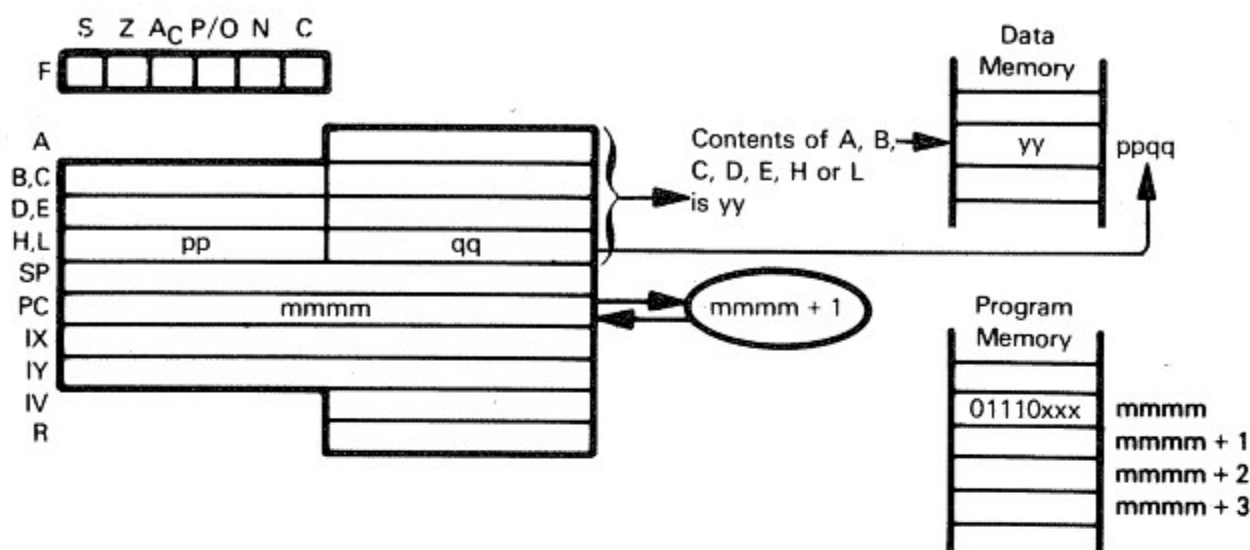 S Z AC P/O N C
F
A
B,C
D,E
H,L pp qq
SP
PC mmmm
IX
IY
IV
R
Contents of A, B,
C, D, E, H or L
is yy
mmmm + 1
Data
Memory
yy ppqq
Program
Memory
01110xxx mmmm
mmmm + 1
mmmm + 2
mmmm + 3